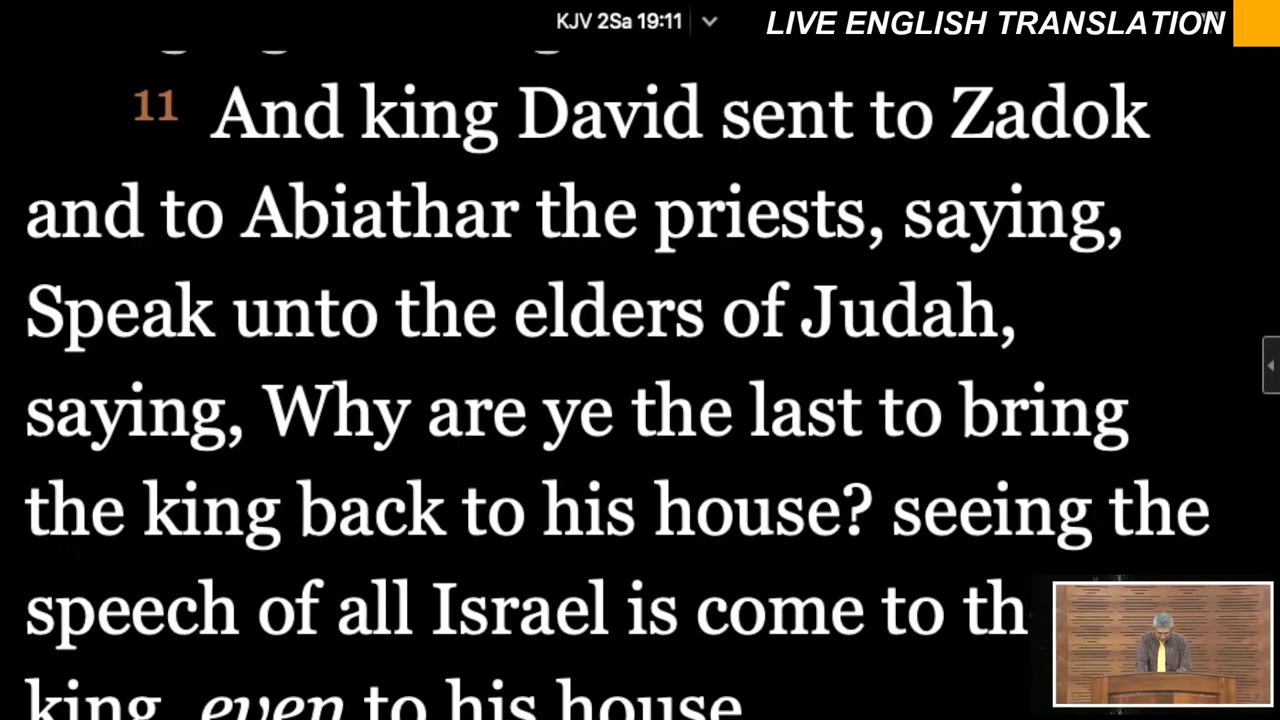 KJV 2Sa 19:11
LIVE ENGLISH TRANSLATION
11 And king David sent to Zadok
and to Abiathar the priests, saying,
Speak unto the elders of Judah,
saying, Why are ye the last to bring
the king back to his house? seeing the
speech of all Israel is come to th
king, even to his house